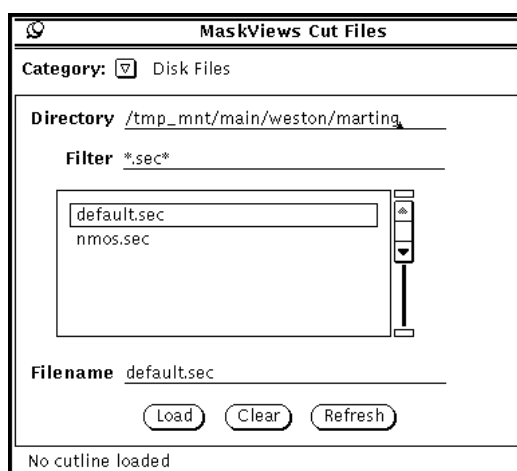 MaskViews Cut Files
Category: Disk Files
Directory /tmp_mnt/main/weston/marting
Filter *.sec*
default.sec
nmos.sec
Filename default.sec
Load Clear Refresh
No cutline loaded